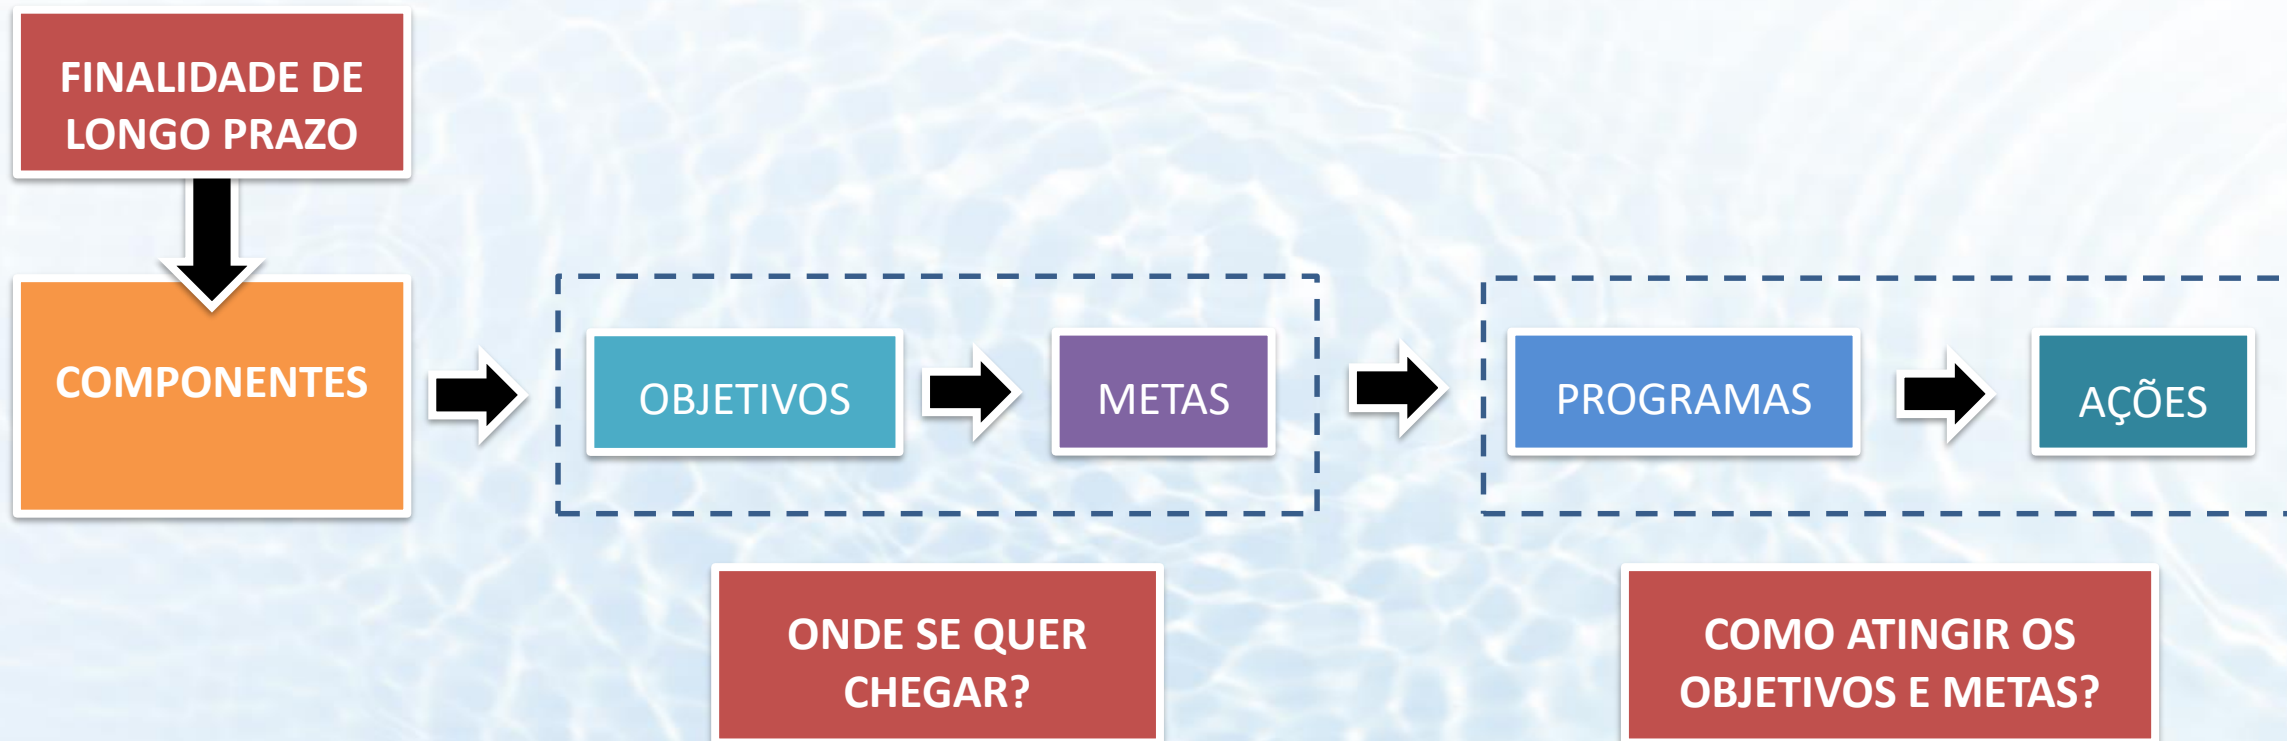 FINALIDADE DE
LONGO PRAZO
COMPONENTES
OBJETIVOS
METAS
PROGRAMAS
AÇÕES
ONDE SE QUER
CHEGAR?
COMO ATINGIR OS
OBJETIVOS E METAS?